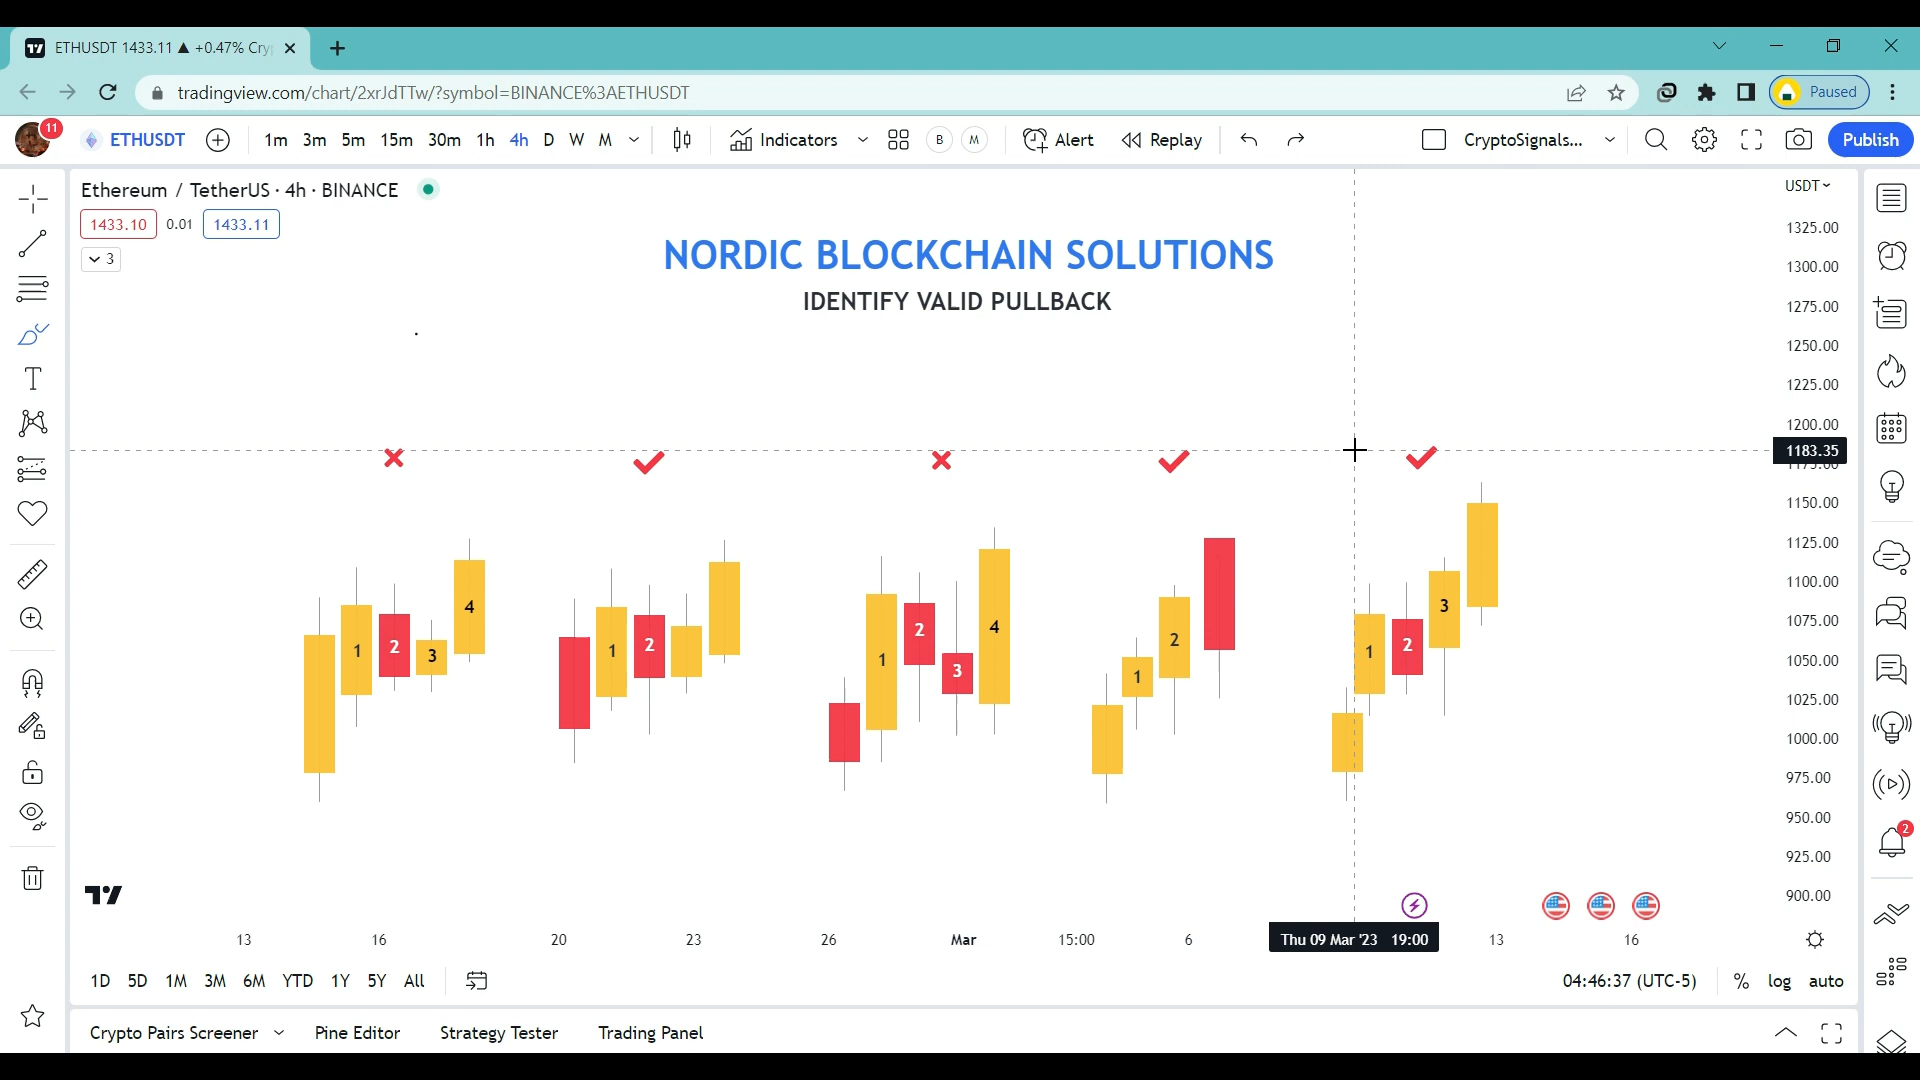 ETHUSDT 1433.11 ▲ +0.47% Cry
tradingview.com/chart/2xrJdTTw/?symbol=BINANCE%3AETHUSDT
Paused
11
ETHUSDT
1m 3m 5m 15m 30m 1h 4h D W M
Indicators
B M
Alert
Replay
CryptoSignals...
Publish
Ethereum / TetherUS · 4h · BINANCE
USDT
1433.10 0.01 1433.11
3
NORDIC BLOCKCHAIN SOLUTIONS
IDENTIFY VALID PULLBACK
1325.00
1300.00
1275.00
1250.00
1225.00
1200.00
1183.35
1175.00
1150.00
1125.00
1100.00
1075.00
1050.00
1025.00
1000.00
975.00
950.00
925.00
900.00
1 2 3 4
1 2
1 2 3 4
1 2
1 2 3
2
13 16 20 23 26 Mar 15:00 6 Thu 09 Mar '23 19:00 13 16
1D 5D 1M 3M 6M YTD 1Y 5Y All
04:46:37 (UTC-5) % log auto
Crypto Pairs Screener Pine Editor Strategy Tester Trading Panel